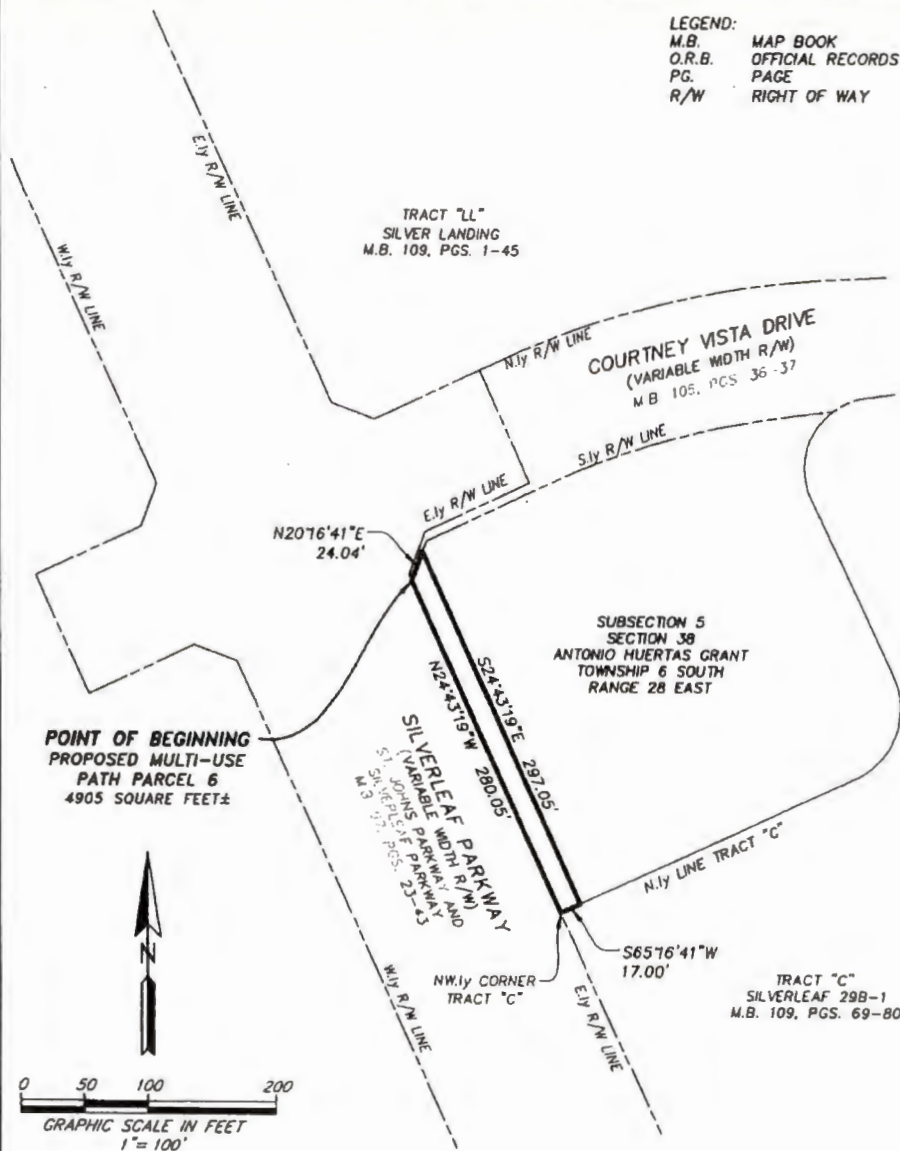 LEGEND:
M.B. MAP BOOK
O.R.B. OFFICIAL RECORDS
PG. PAGE
R/W RIGHT OF WAY
E.ly R/W LINE
W.ly R/W LINE
TRACT "LL"
SILVER LANDING
M.B. 109, PGS. 1-45
N.ly R/W LINE
COURTNEY VISTA DRIVE
(VARIABLE WIDTH R/W)
M.B. 105, PGS 36-37
S.ly R/W LINE
E.ly R/W LINE
N20°16'41"E
24.04'
SUBSECTION 5
SECTION 38
ANTONIO HUERTAS GRANT
TOWNSHIP 6 SOUTH
RANGE 28 EAST
S24°43'19"E 297.05'
N24°43'19"W 280.05'
POINT OF BEGINNING
PROPOSED MULTI-USE
PATH PARCEL 6
4905 SQUARE FEET±
SILVERLEAF PARKWAY
(VARIABLE WIDTH R/W)
ST. JOHNS PARKWAY AND
SILVERLEAF PARKWAY
M.B. PGS. 23-43
N.ly LINE TRACT "C"
S65°16'41"W
17.00'
NW.ly CORNER
TRACT "C"
W.ly R/W LINE
E.ly R/W LINE
TRACT "C"
SILVERLEAF 29B-1
M.B. 109, PGS. 69-80
N
0 50 100 200
GRAPHIC SCALE IN FEET
1"= 100'